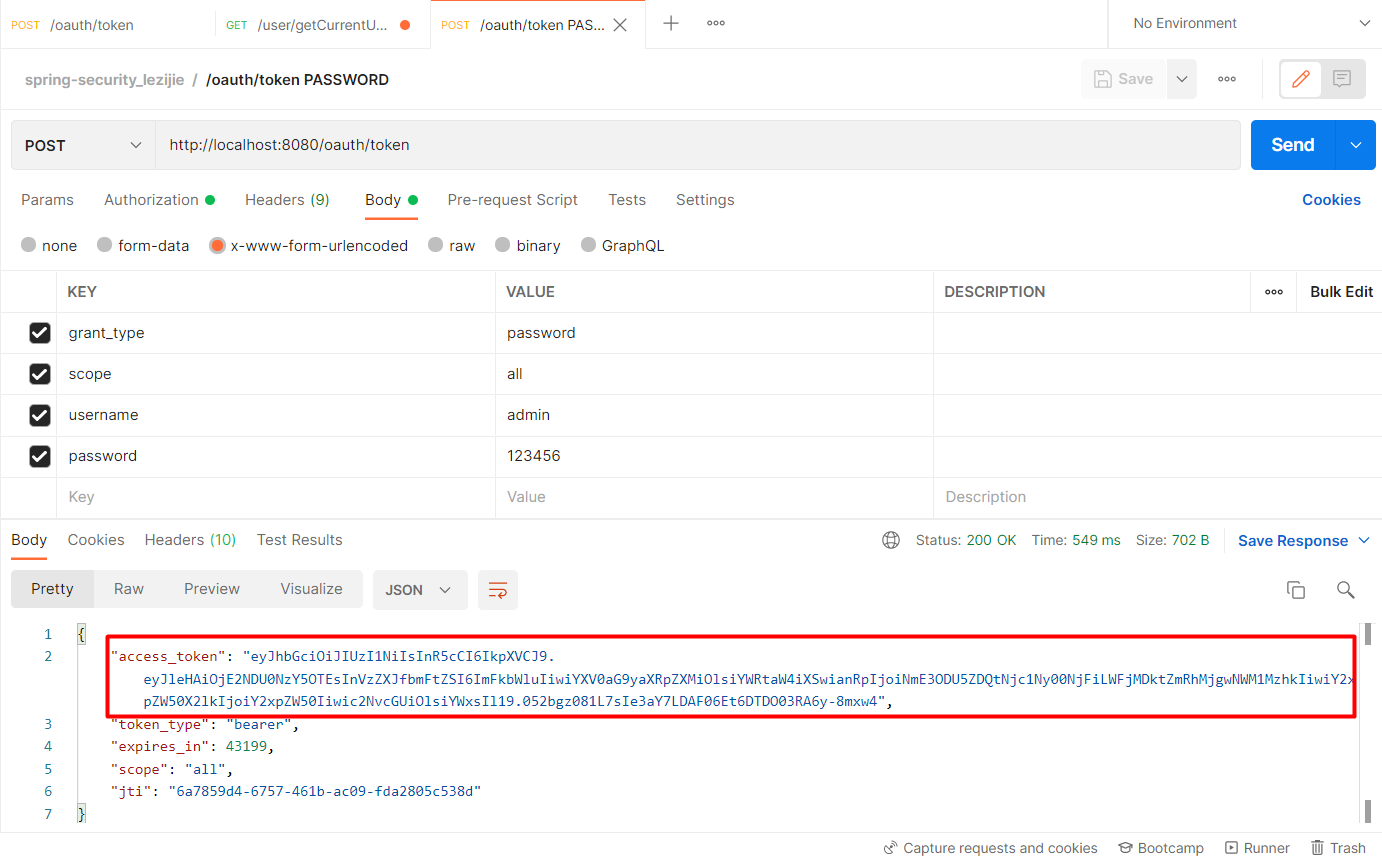 POST /oauth/token GET /user/getCurrentU... POST /oauth/token PAS... No Environment
spring-security_lezijie / /oauth/token PASSWORD Save
POST http://localhost:8080/oauth/token Send
Params Authorization Headers (9) Body Pre-request Script Tests Settings Cookies
none form-data x-www-form-urlencoded raw binary GraphQL
KEY VALUE DESCRIPTION Bulk Edit
grant_type password
scope all
username admin
password 123456
Key Value Description
Body Cookies Headers (10) Test Results Status: 200 OK Time: 549 ms Size: 702 B Save Response
Pretty Raw Preview Visualize JSON
1 {
2 "access_token": "eyJhbGciOiJIUzI1NiIsInR5cCI6IkpXVCJ9.
eyJleHAiOjE2NDU0NzY5OTEsInVzZXJfbmFtZSI6ImFkbWluIiwiYXV0aG9yaXRpZXMiOlsiYWRtaW4iXSwianRpIjoiNmE3ODU5ZDQtNjc1Ny00NjFiLWFjMDktZmRhMjgwNWM1MzhkIiwiY2x
pZW50X2lkIjoiY2xpZW50Iiwic2NvcGUiOlsiYWxsIl19.052bgz081L7sIe3aY7LDAF06Et6DTDO03RA6y-8mxw4",
3 "token_type": "bearer",
4 "expires_in": 43199,
5 "scope": "all",
6 "jti": "6a7859d4-6757-461b-ac09-fda2805c538d"
7 }
Capture requests and cookies Bootcamp Runner Trash